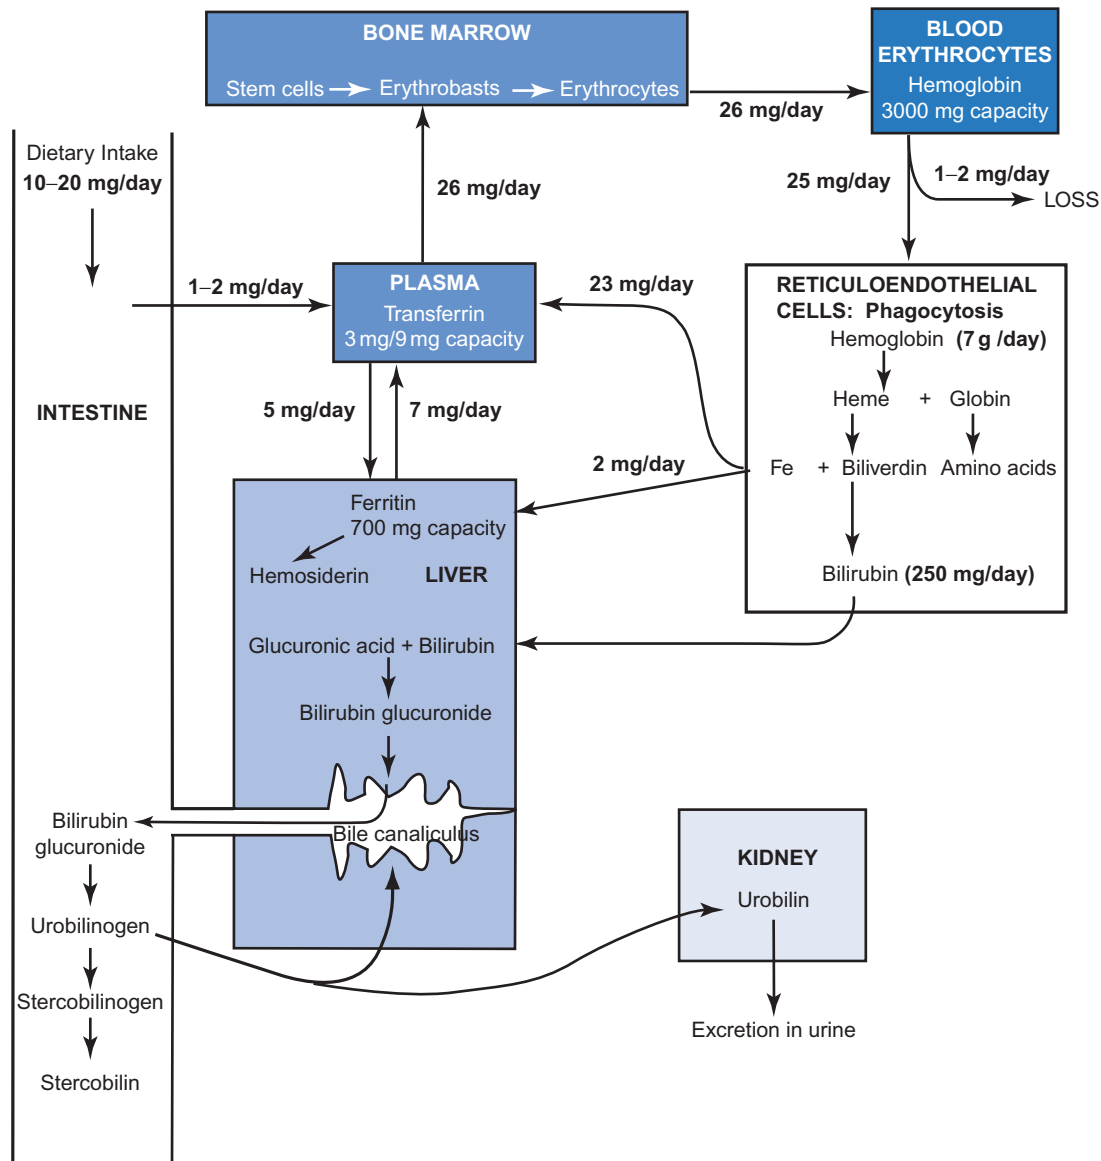 BONE MARROW
Stem cells Erythrobasts Erythrocytes
BLOOD
ERYTHROCYTES
Hemoglobin
3000 mg capacity
26 mg/day
Dietary Intake
10–20 mg/day
26 mg/day
25 mg/day
1–2 mg/day
LOSS
1–2 mg/day
PLASMA
Transferrin
3 mg/9 mg capacity
23 mg/day
RETICULOENDOTHELIAL
CELLS: Phagocytosis
Hemoglobin (7 g /day)
Heme + Globin
Fe + Biliverdin Amino acids
Bilirubin (250 mg/day)
INTESTINE
5 mg/day
7 mg/day
2 mg/day
Ferritin
700 mg capacity
Hemosiderin
LIVER
Glucuronic acid + Bilirubin
Bilirubin glucuronide
Bile canaliculus
Bilirubin
glucuronide
Urobilinogen
Stercobilinogen
Stercobilin
KIDNEY
Urobilin
Excretion in urine